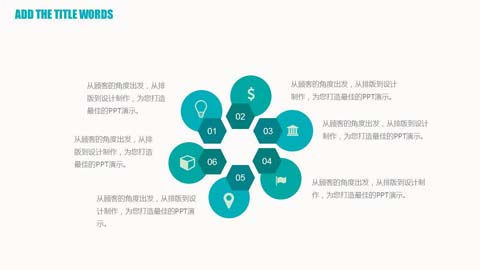 ADD THE TITLE WORDS
从顾客的角度出发，从排
版到设计制作，为您打造
最佳的PPT演示。
从顾客的角度出发，从排版到设计
制作，为您打造最佳的PPT演示。
从顾客的角度出发，从排
版到设计制作，为您打造
最佳的PPT演示。
从顾客的角度出发，从排版到设计
制作，为您打造最佳的PPT演示。
从顾客的角度出发，从排版到设
计制作，为您打造最佳的PPT演
示。
从顾客的角度出发，从排版到设计制
作，为您打造最佳的PPT演示。
$
01
02
03
04
05
06